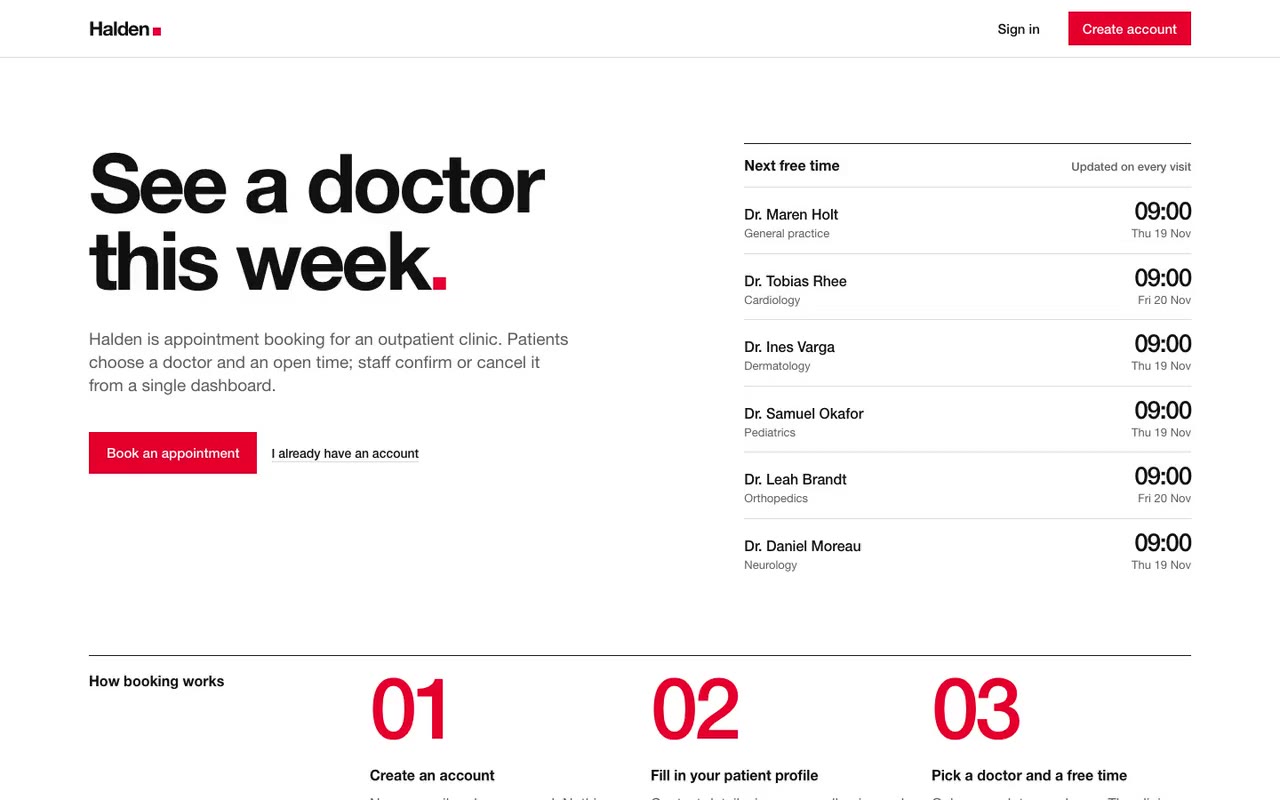 Halden
Sign in
Create account
See a doctor
this week.
Halden is appointment booking for an outpatient clinic. Patients
choose a doctor and an open time; staff confirm or cancel it
from a single dashboard.
Book an appointment
I already have an account
Next free time
Updated on every visit
Dr. Maren Holt
General practice
09:00
Thu 19 Nov
Dr. Tobias Rhee
Cardiology
09:00
Fri 20 Nov
Dr. Ines Varga
Dermatology
09:00
Thu 19 Nov
Dr. Samuel Okafor
Pediatrics
09:00
Thu 19 Nov
Dr. Leah Brandt
Orthopedics
09:00
Fri 20 Nov
Dr. Daniel Moreau
Neurology
09:00
Thu 19 Nov
How booking works
01
Create an account
02
Fill in your patient profile
03
Pick a doctor and a free time